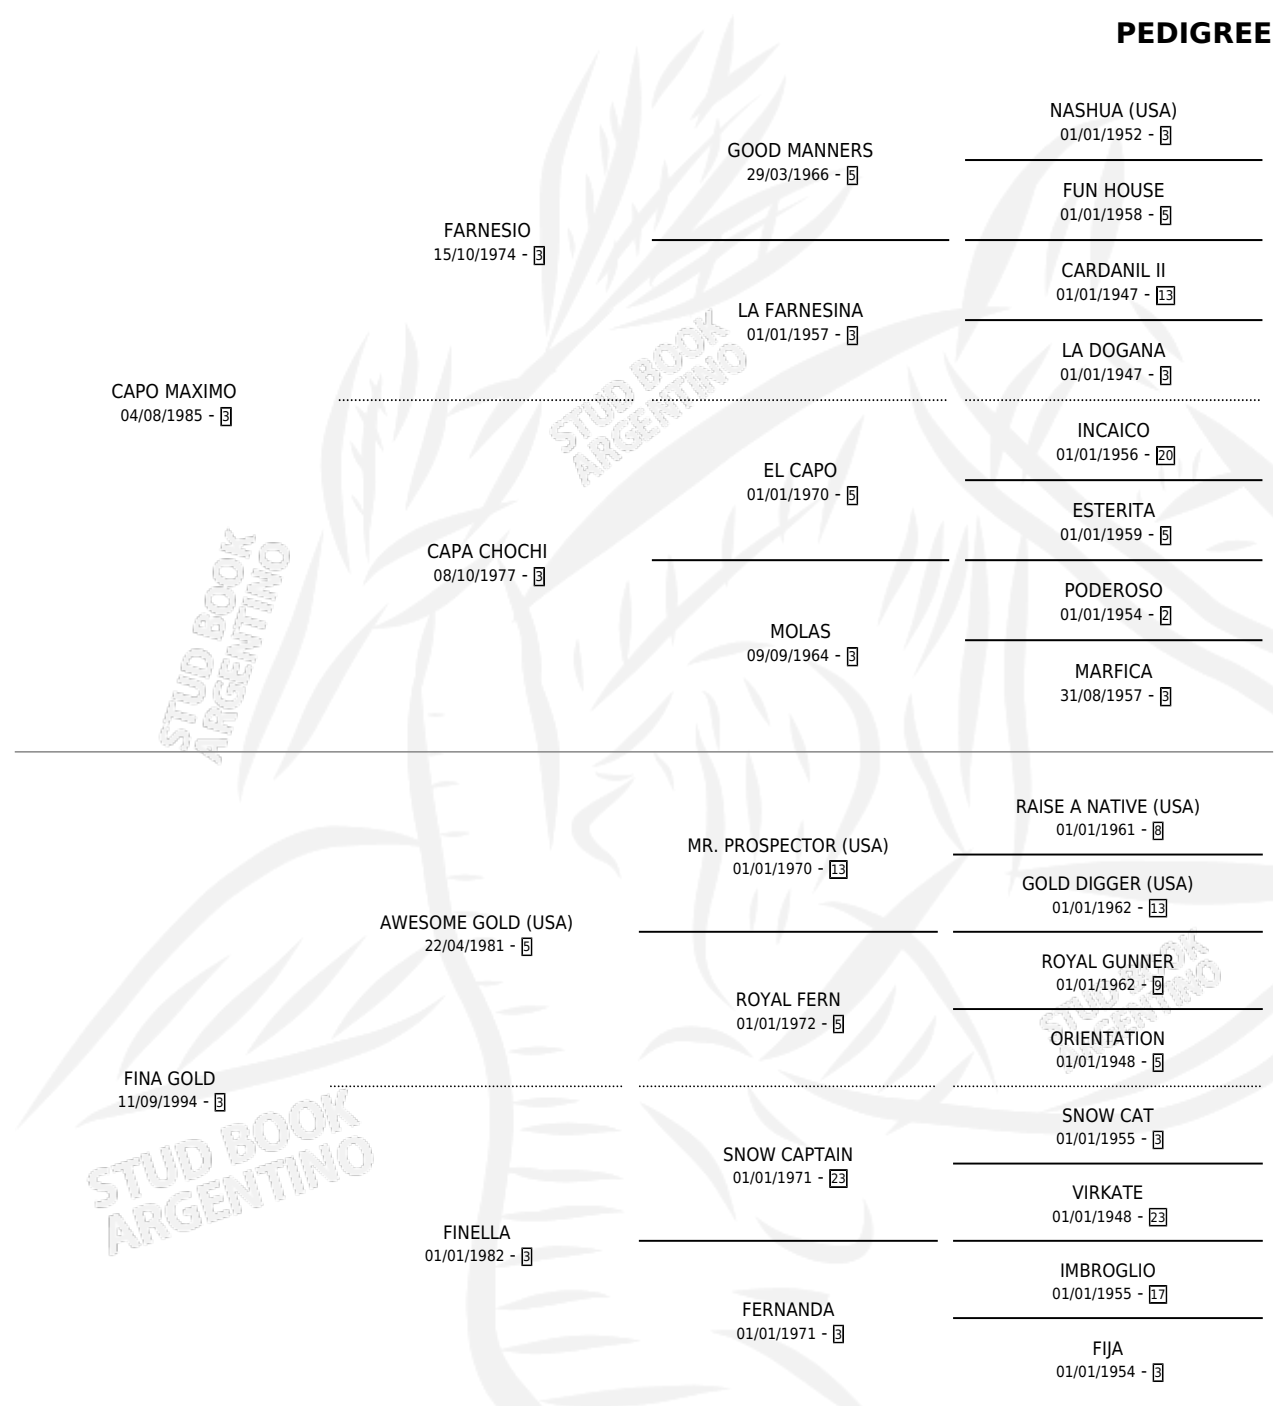 PEDIGREE
NASHUA (USA)
01/01/1952 - 3
GOOD MANNERS
29/03/1966 - 5
FUN HOUSE
01/01/1958 - 5
FARNESIO
15/10/1974 - 3
CARDANIL II
01/01/1947 - 13
LA FARNESINA
01/01/1957 - 3
LA DOGANA
01/01/1947 - 3
CAPO MAXIMO
04/08/1985 - 3
INCAICO
01/01/1956 - 20
EL CAPO
01/01/1970 - 5
ESTERITA
01/01/1959 - 5
CAPA CHOCHI
08/10/1977 - 3
PODEROSO
01/01/1954 - 2
MOLAS
09/09/1964 - 3
MARFICA
31/08/1957 - 3
RAISE A NATIVE (USA)
01/01/1961 - 8
MR. PROSPECTOR (USA)
01/01/1970 - 13
GOLD DIGGER (USA)
01/01/1962 - 13
AWESOME GOLD (USA)
22/04/1981 - 5
ROYAL GUNNER
01/01/1962 - 9
ROYAL FERN
01/01/1972 - 5
ORIENTATION
01/01/1948 - 5
FINA GOLD
11/09/1994 - 3
SNOW CAT
01/01/1955 - 3
SNOW CAPTAIN
01/01/1971 - 23
VIRKATE
01/01/1948 - 23
FINELLA
01/01/1982 - 3
IMBROGLIO
01/01/1955 - 17
FERNANDA
01/01/1971 - 3
FIJA
01/01/1954 - 3
STUD BOOK
ARGENTINO
STUD BOOK
ARGENTINO
STUD BOOK
ARGENTINO
STUD BOOK
ARGENTINO